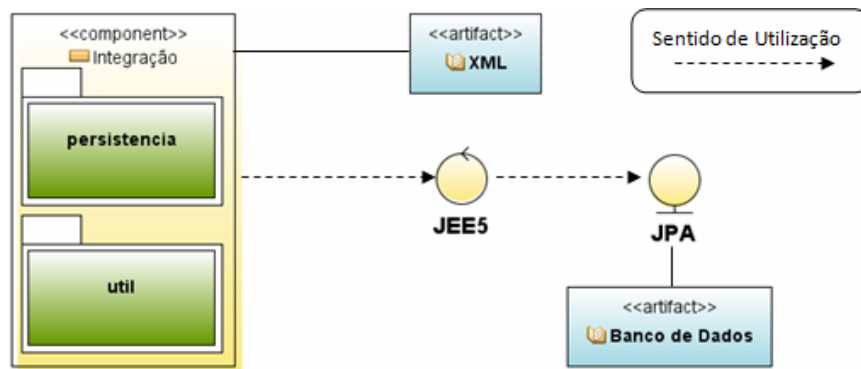 <<component>>
Integração
persistencia
util
<<artifact>>
XML
Sentido de Utilização
JEE5
JPA
<<artifact>>
Banco de Dados